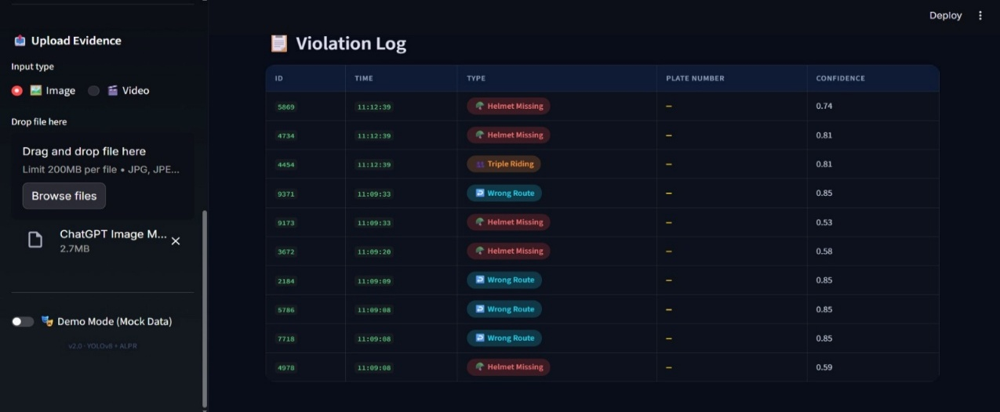 Deploy
Upload Evidence
Input type
Image Video
Drop file here
Drag and drop file here
Limit 200MB per file • JPG, JPE...
Browse files
ChatGPT Image M...
2.7MB
Demo Mode (Mock Data)
v2.0 · YOLOv8 + ALPR
Violation Log
ID TIME TYPE PLATE NUMBER CONFIDENCE
5869 11:12:39 Helmet Missing — 0.74
4734 11:12:39 Helmet Missing — 0.81
4454 11:12:39 Triple Riding — 0.81
9371 11:09:33 Wrong Route — 0.85
9173 11:09:33 Helmet Missing — 0.53
3672 11:09:20 Helmet Missing — 0.58
2184 11:09:09 Wrong Route — 0.85
5786 11:09:08 Wrong Route — 0.85
7718 11:09:08 Wrong Route — 0.85
4978 11:09:08 Helmet Missing — 0.59